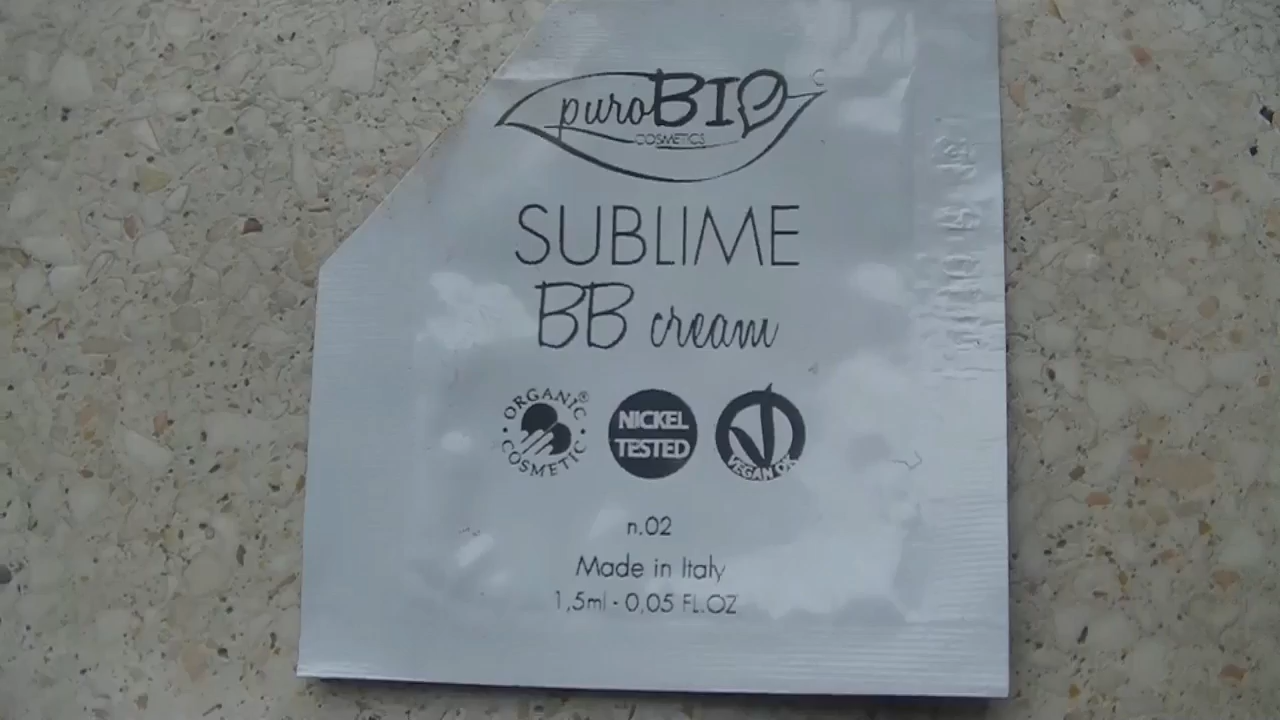 puroBIO
COSMETICS
SUBLIME
BB cream
ORGANIC®
COSMETIC
NICKEL
TESTED
VEGAN OK
n.02
Made in Italy
1,5ml - 0,05 FL.OZ